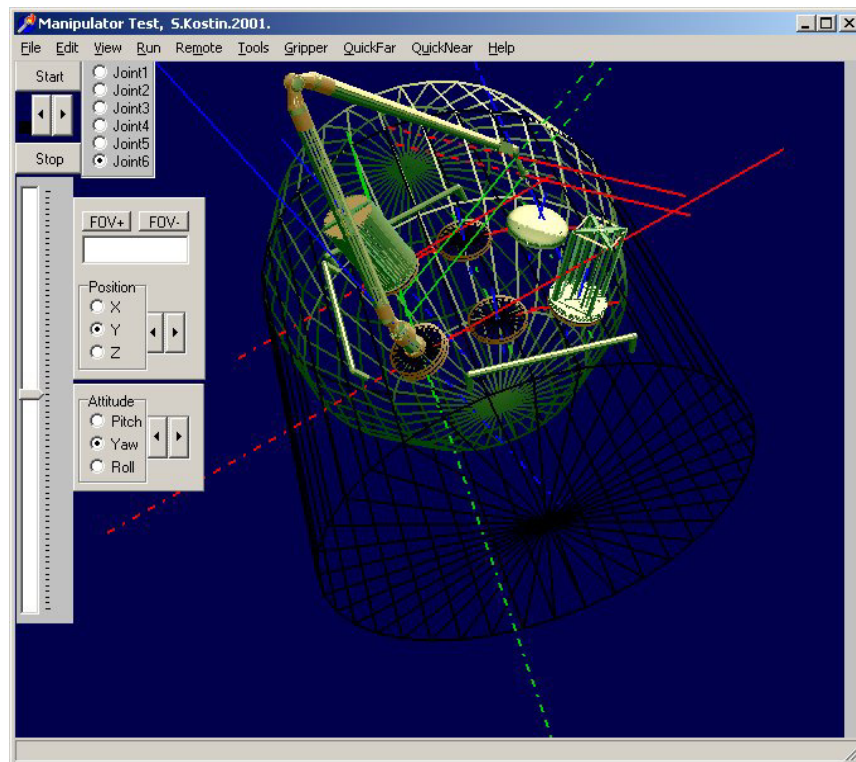 Manipulator Test, S.Kostin.2001.
File Edit View Run Remote Tools Gripper QuickFar QuickNear Help
Start
Joint1
Joint2
Joint3
Joint4
Joint5
Joint6
Stop
FOV+ FOV-
Position
X
Y
Z
Attitude
Pitch
Yaw
Roll